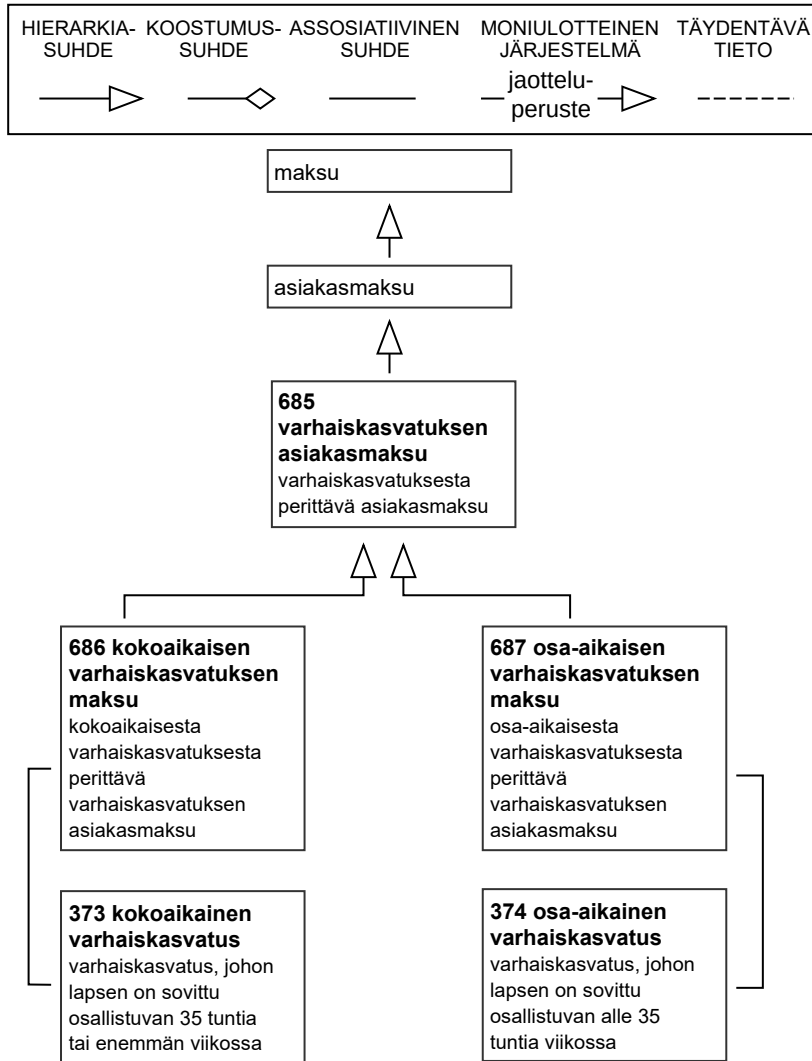 HIERARKIA-
SUHDE
KOOSTUMUS-
SUHDE
ASSOSIATIIVINEN
SUHDE
MONIULOTTEINEN
JÄRJESTELMÄ
jaottelu-
peruste
TÄYDENTÄVÄ
TIETO
maksu
asiakasmaksu
685
varhaiskasvatuksen
asiakasmaksu
varhaiskasvatuksesta
perittävä asiakasmaksu
686 kokoaikaisen
varhaiskasvatuksen
maksu
kokoaikaisesta
varhaiskasvatuksesta
perittävä
varhaiskasvatuksen
asiakasmaksu
687 osa-aikaisen
varhaiskasvatuksen
maksu
osa-aikaisesta
varhaiskasvatuksesta
perittävä
varhaiskasvatuksen
asiakasmaksu
373 kokoaikainen
varhaiskasvatus
varhaiskasvatus, johon
lapsen on sovittu
osallistuvan 35 tuntia
tai enemmän viikossa
374 osa-aikainen
varhaiskasvatus
varhaiskasvatus, johon
lapsen on sovittu
osallistuvan alle 35
tuntia viikossa